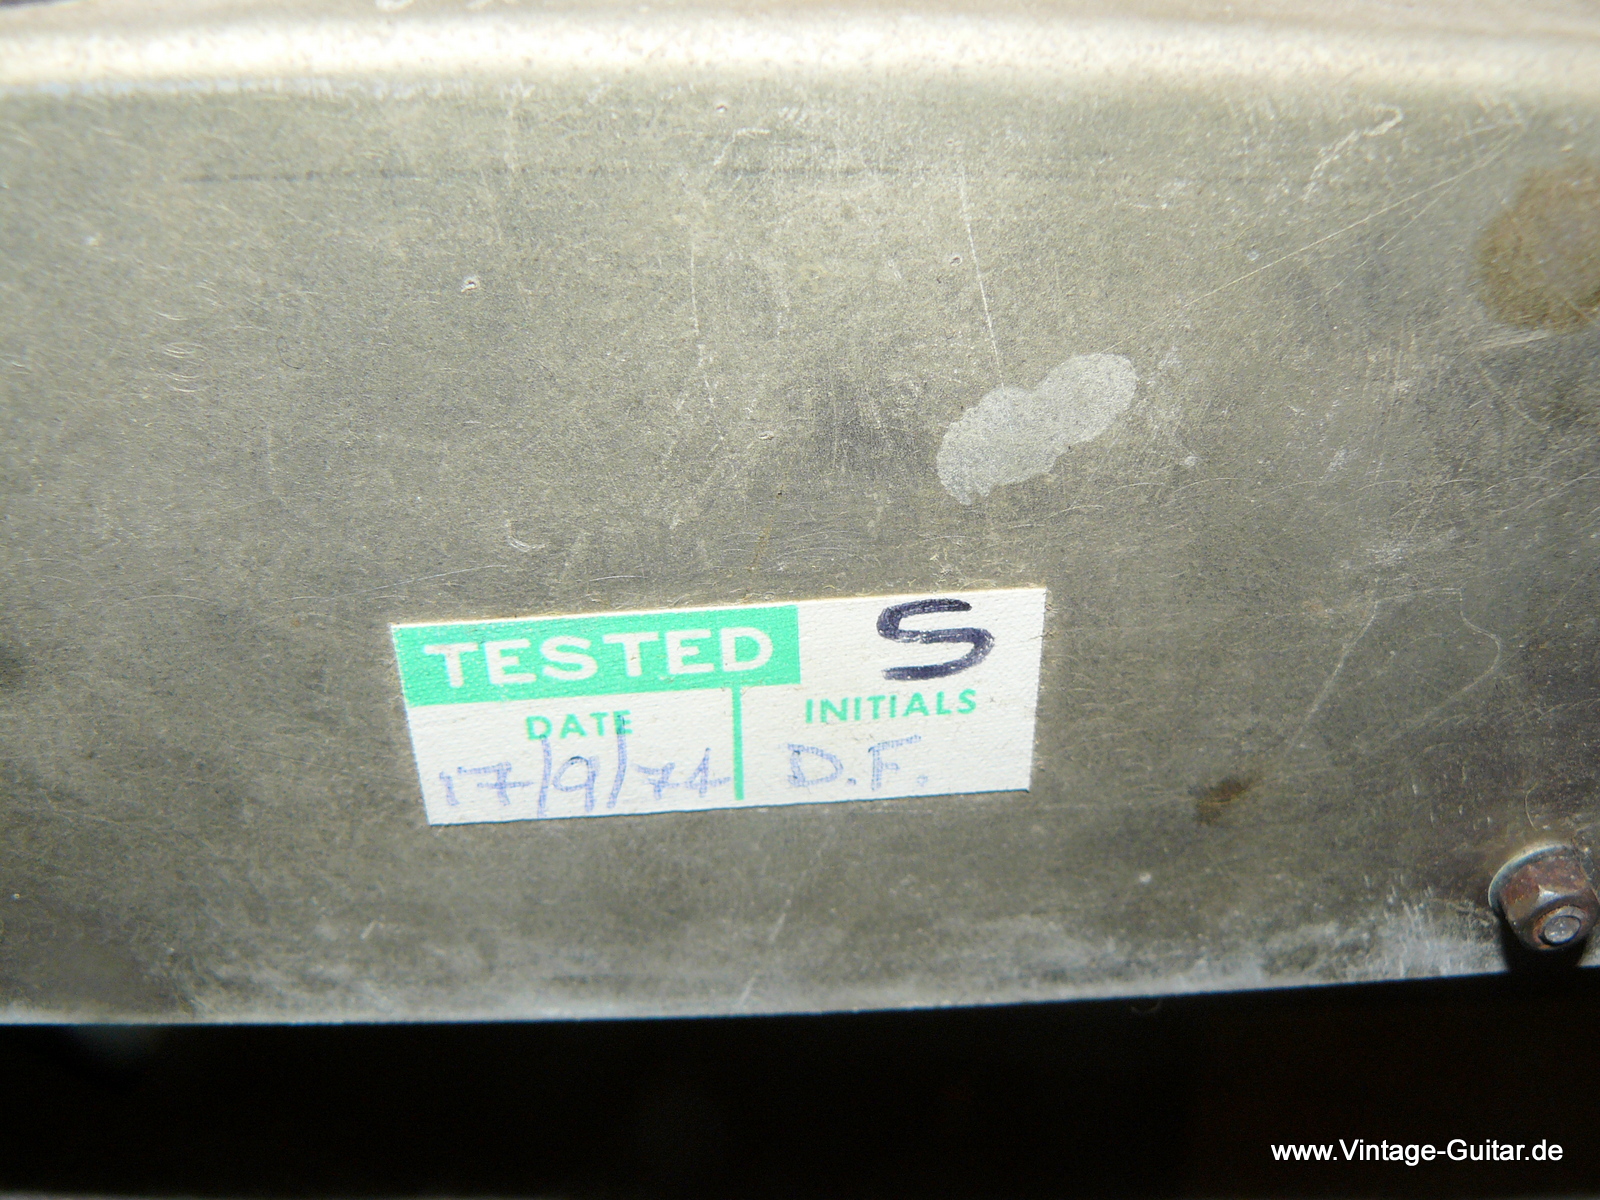 TESTED S
DATE INITIALS
17/9/74 D.F.
www.Vintage-Guitar.de